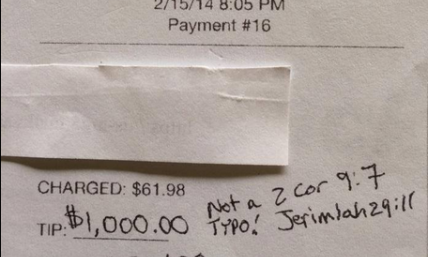 2/15/14 8:05 PM
Payment #16
CHARGED: $61.98
TIP: $1,000.00 Not a TYPO! 2 cor 9:7 Jerimiah 29:11